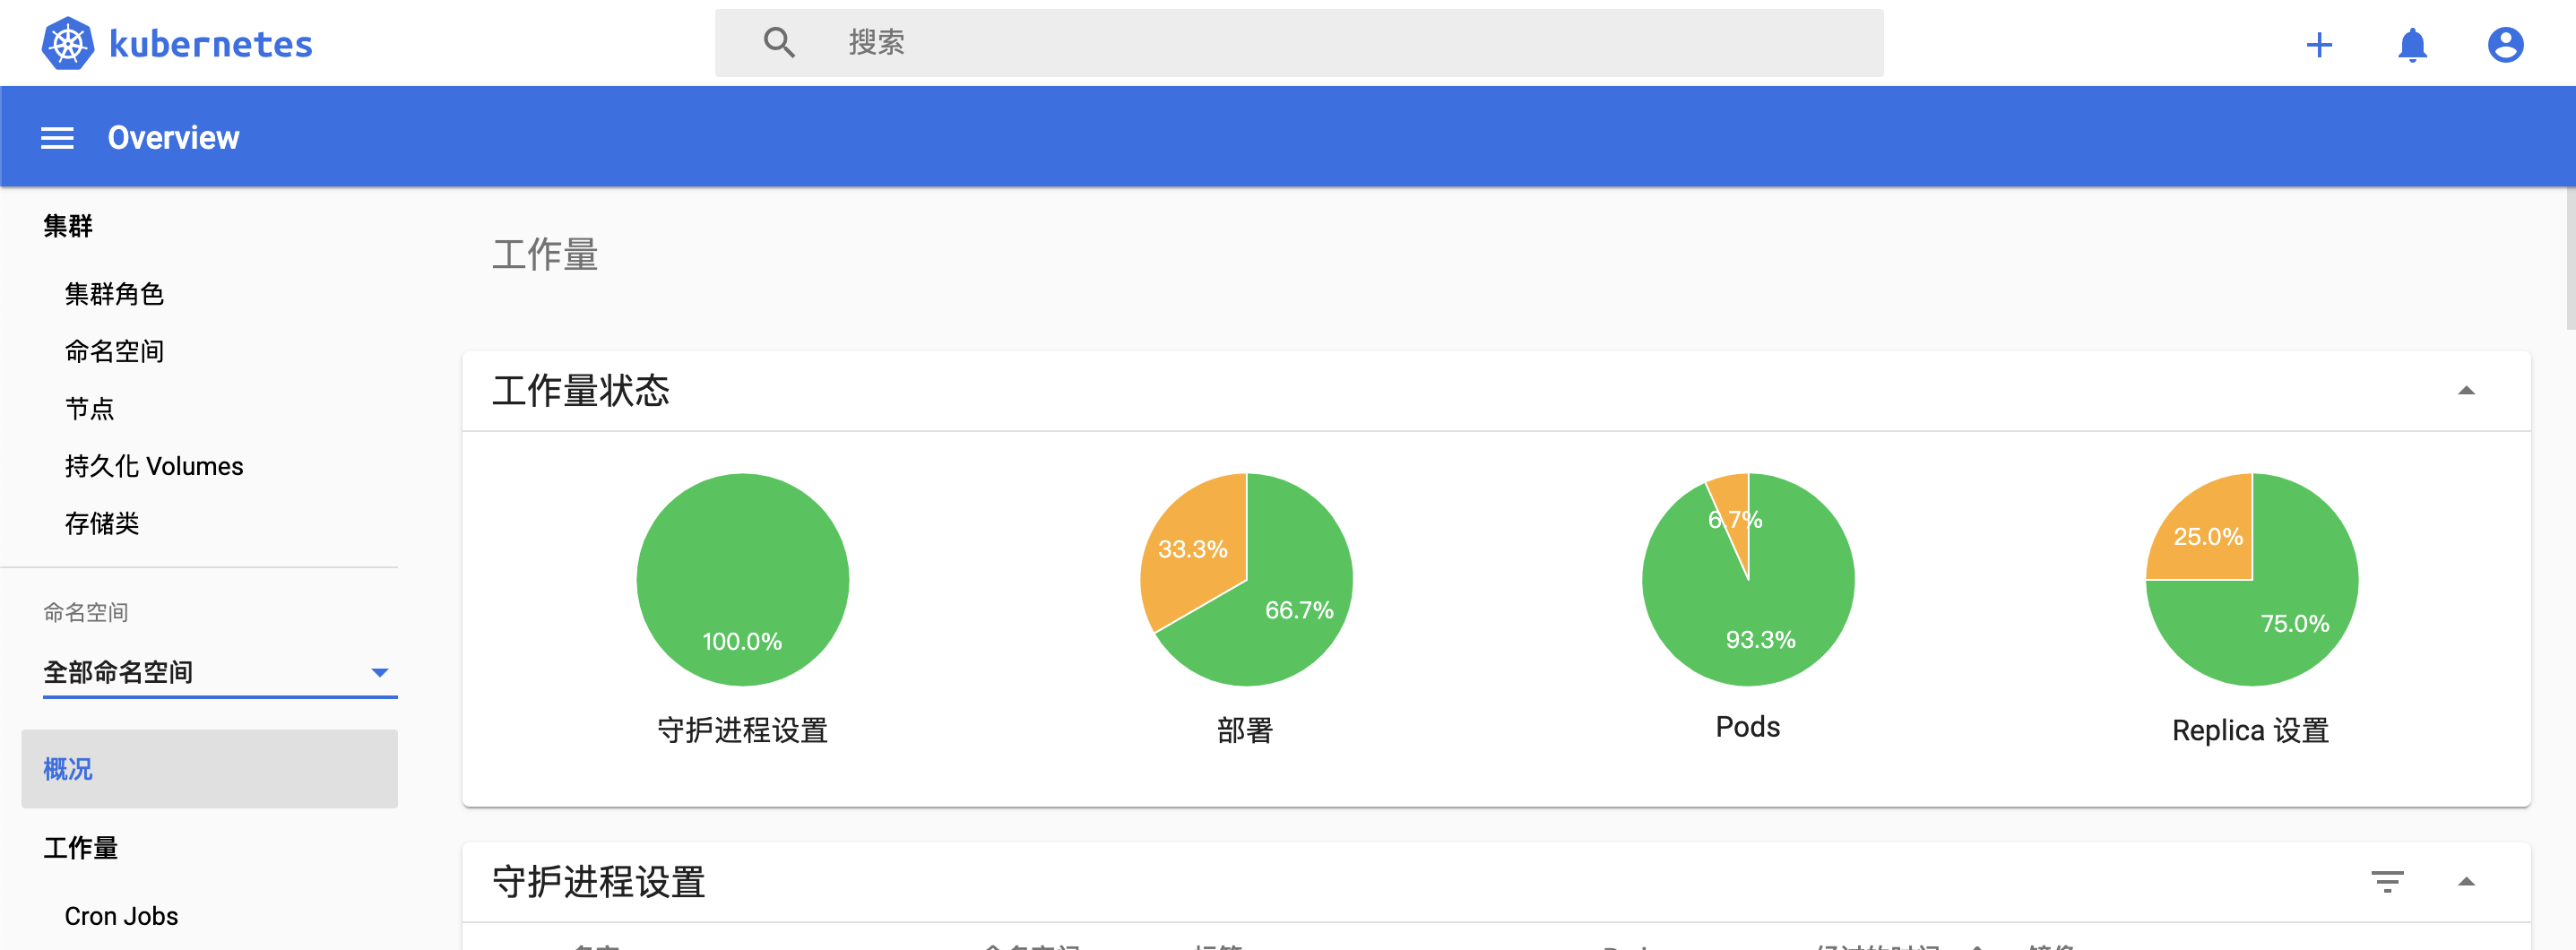 kubernetes
搜索
Overview
集群
集群角色
命名空间
节点
持久化 Volumes
存储类
命名空间
全部命名空间
概况
工作量
Cron Jobs
工作量
工作量状态
100.0%
33.3%
66.7%
6.7%
93.3%
25.0%
75.0%
守护进程设置
部署
Pods
Replica 设置
守护进程设置